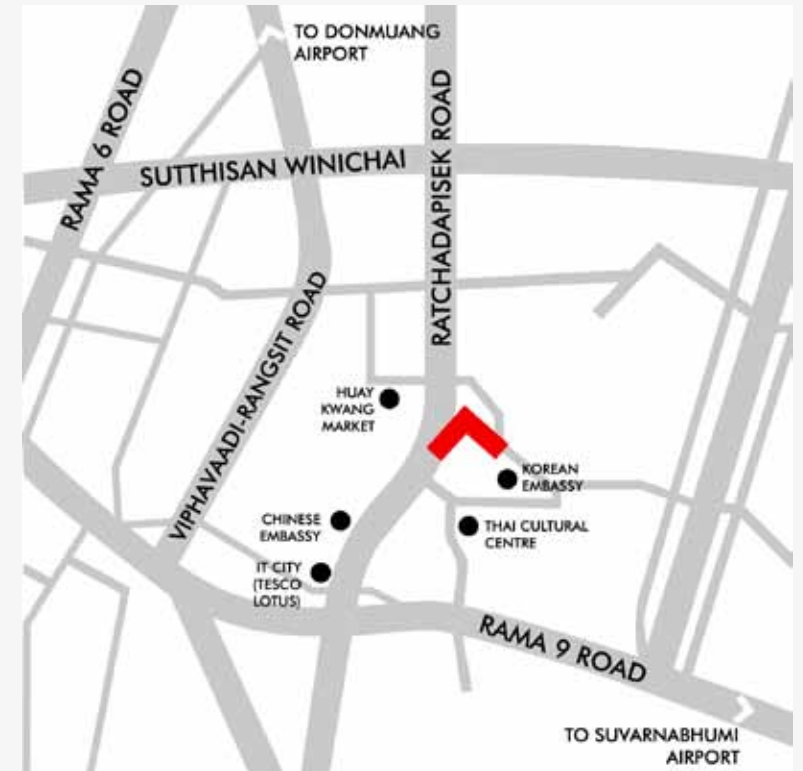 TO DONMUANG
AIRPORT
RAMA 6 ROAD
SUTTHISAN WINICHAI
RATCHADAPISEK ROAD
VIPHAVAADI-RANGSIT ROAD
HUAY
KWANG
MARKET
KOREAN
EMBASSY
CHINESE
EMBASSY
THAI CULTURAL
CENTRE
IT CITY
(TESCO
LOTUS)
RAMA 9 ROAD
TO SUVARNABHUMI
AIRPORT